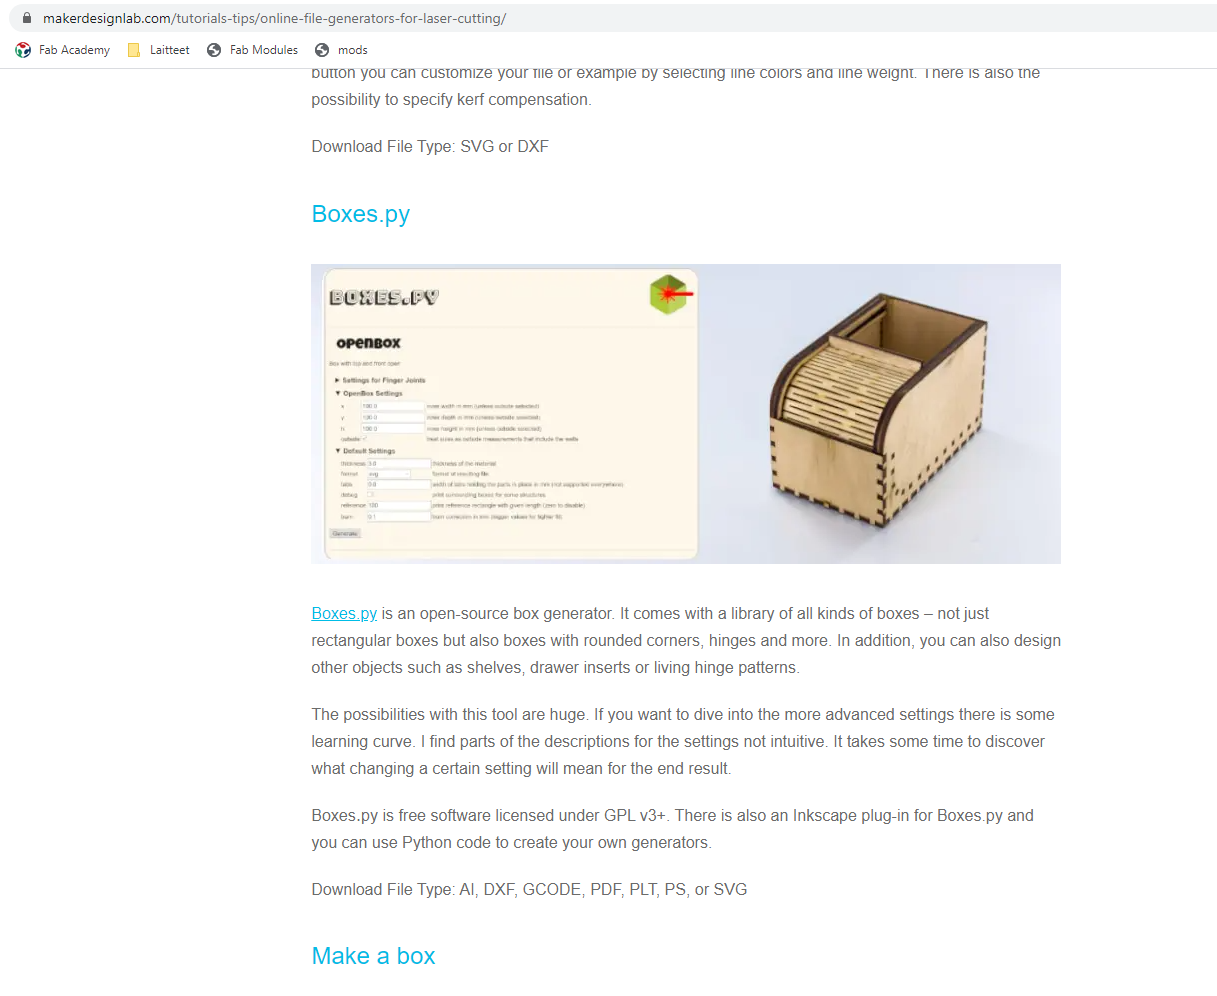 makerdesignlab.com/tutorials-tips/online-file-generators-for-laser-cutting/
Fab Academy Laitteet Fab Modules mods
button you can customize your file or example by selecting line colors and line weight. There is also the
possibility to specify kerf compensation.
Download File Type: SVG or DXF
Boxes.py
BOXES.PY
OPENBOX
Box with top and front open
Settings for Finger Joints
OpenBox Settings
x 100.0 inner width in mm (unless outside selected)
y 100.0 inner depth in mm (unless outside selected)
h 100.0 inner height in mm (unless outside selected)
outside treat sizes as outside measurements that include the walls
Default Settings
thickness 3.0 thickness of the material
format svg format of resulting file
tabs 0.0 width of tabs holding the parts in place in mm (not supported everywhere)
debug print surrounding boxes for some structures
reference 100 print reference rectangle with given length (zero to disable)
burn 0.1 burn correction in mm (bigger values for tighter fit)
Generate
Boxes.py is an open-source box generator. It comes with a library of all kinds of boxes – not just
rectangular boxes but also boxes with rounded corners, hinges and more. In addition, you can also design
other objects such as shelves, drawer inserts or living hinge patterns.
The possibilities with this tool are huge. If you want to dive into the more advanced settings there is some
learning curve. I find parts of the descriptions for the settings not intuitive. It takes some time to discover
what changing a certain setting will mean for the end result.
Boxes.py is free software licensed under GPL v3+. There is also an Inkscape plug-in for Boxes.py and
you can use Python code to create your own generators.
Download File Type: AI, DXF, GCODE, PDF, PLT, PS, or SVG
Make a box